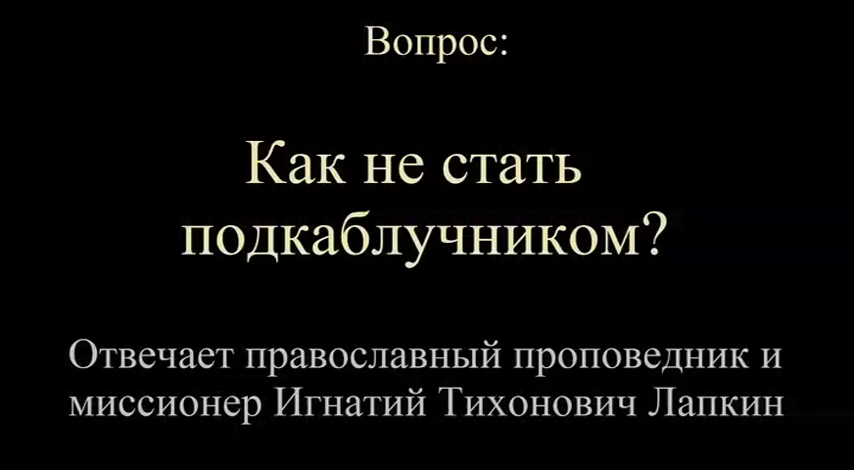 Вопрос:
Как не стать
подкаблучником?
Отвечает православный проповедник и
миссионер Игнатий Тихонович Лапкин